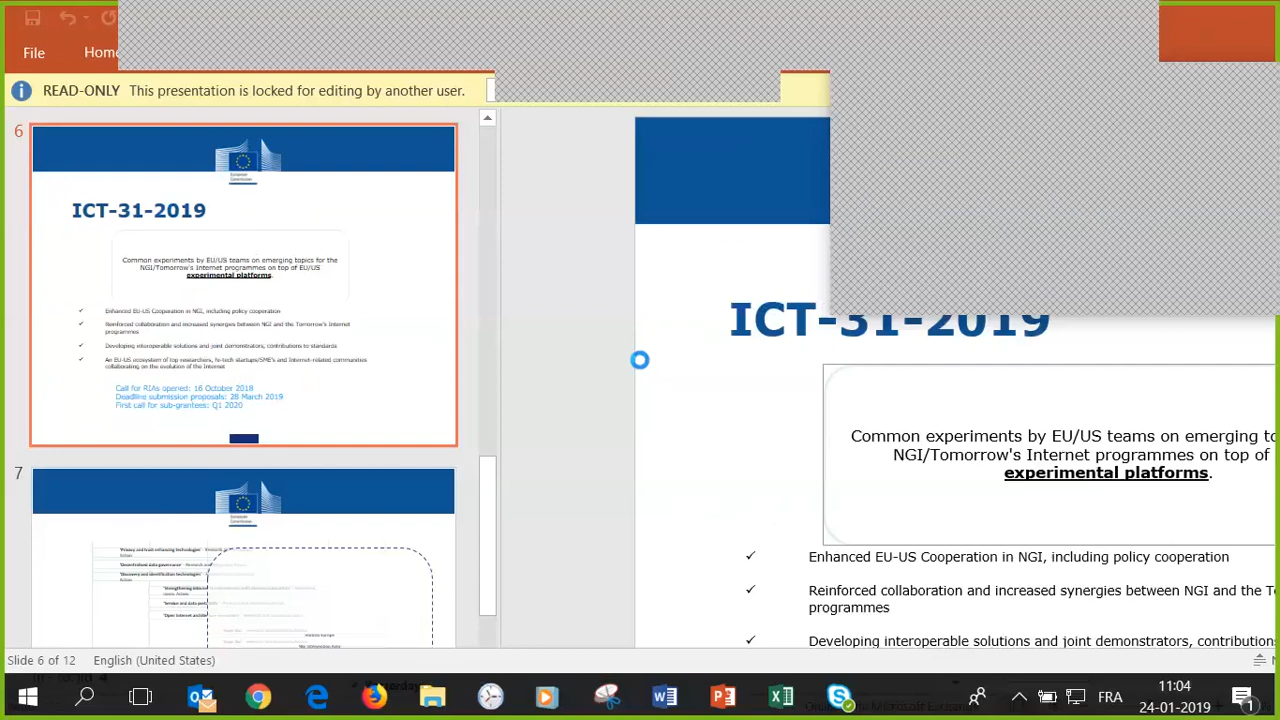 File Home
READ-ONLY This presentation is locked for editing by another user.
6
European
Commission
ICT-31-2019
Common experiments by EU/US teams on emerging topics for the
NGI/Tomorrow's Internet programmes on top of EU/US
experimental platforms.
✓ Enhanced EU-US Cooperation in NGI, including policy cooperation
✓ Reinforced collaboration and increased synergies between NGI and the Tomorrow's Internet
programmes
✓ Developing interoperable solutions and joint demonstrators, contributions to standards
✓ An EU-US ecosystem of top researchers, hi-tech startups/SME's and Internet-related communities
collaborating on the evolution of the Internet
Call for RIAs opened: 16 October 2018
Deadline submission proposals: 28 March 2019
First call for sub-grantees: Q1 2020
7
European
Commission
ICT-31-2019
Common experiments by EU/US teams on emerging to
NGI/Tomorrow's Internet programmes on top of
experimental platforms.
✓ Enhanced EU-US Cooperation in NGI, including policy cooperation
✓ Reinforced collaboration and increased synergies between NGI and the T
programmes
✓ Developing interoperable solutions and joint demonstrators, contributions
Slide 6 of 12 English (United States)
Yesterday
FRA
11:04
24-01-2019
1